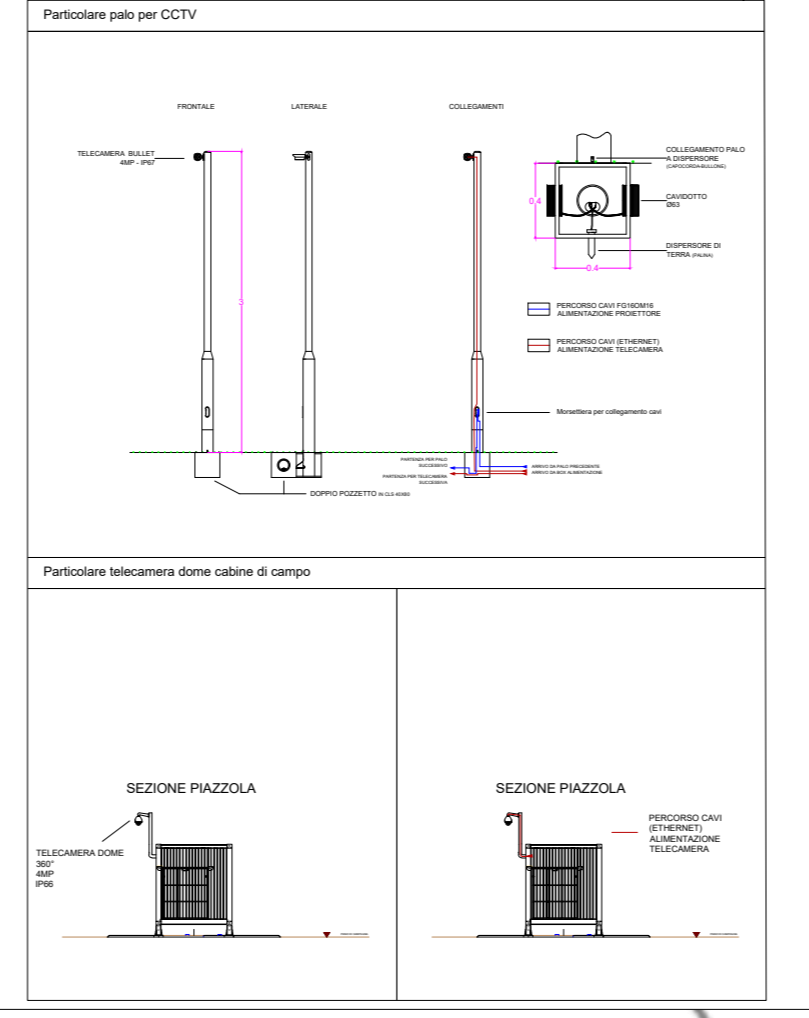 Particolare palo per CCTV
FRONTALE
LATERALE
COLLEGAMENTI
TELECAMERA BULLET
4MP - IP67
3
COLLEGAMENTO PALO
A DISPERSORE
(CAPOCORDA-BULLONE)
0.4
CAVIDOTTO
Ø63
DISPERSORE DI
TERRA (PALINA)
0.4
PERCORSO CAVI FG16OM16
ALIMENTAZIONE PROIETTORE
PERCORSO CAVI (ETHERNET)
ALIMENTAZIONE TELECAMERA
Morsettiera per collegamento cavi
PARTENZA PER PALO
SUCCESSIVO
ARRIVO DA PALO PRECEDENTE
ARRIVO DA BOX ALIMENTAZIONE
PARTENZA PER TELECAMERA
SUCCESSIVA
DOPPIO POZZETTO IN CLS 40X80
Particolare telecamera dome cabine di campo
SEZIONE PIAZZOLA
TELECAMERA DOME
360°
4MP
IP66
SEZIONE PIAZZOLA
PERCORSO CAVI
(ETHERNET)
ALIMENTAZIONE
TELECAMERA